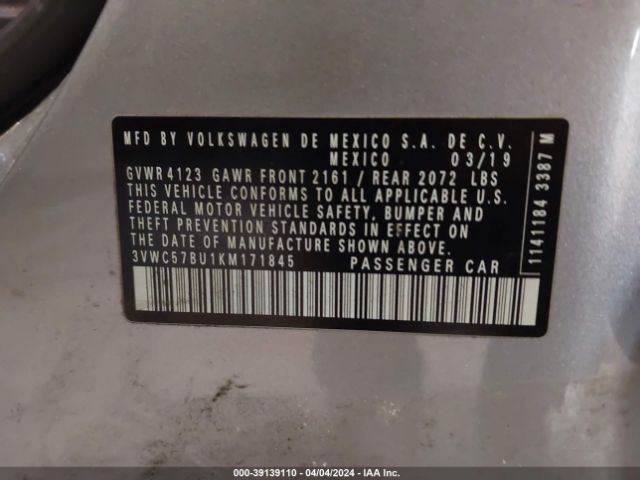 MFD BY VOLKSWAGEN DE MEXICO S.A. DE C.V.
MEXICO 03/19
GVWR 4123 GAWR FRONT 2161 / REAR 2072 LBS
THIS VEHICLE CONFORMS TO ALL APPLICABLE U.S.
FEDERAL MOTOR VEHICLE SAFETY, BUMPER AND
THEFT PREVENTION STANDARDS IN EFFECT ON
THE DATE OF MANUFACTURE SHOWN ABOVE.
3VWC57BU1KM171845 PASSENGER CAR
1141184 3387 M
000-39139110 - 04/04/2024 - IAA Inc.